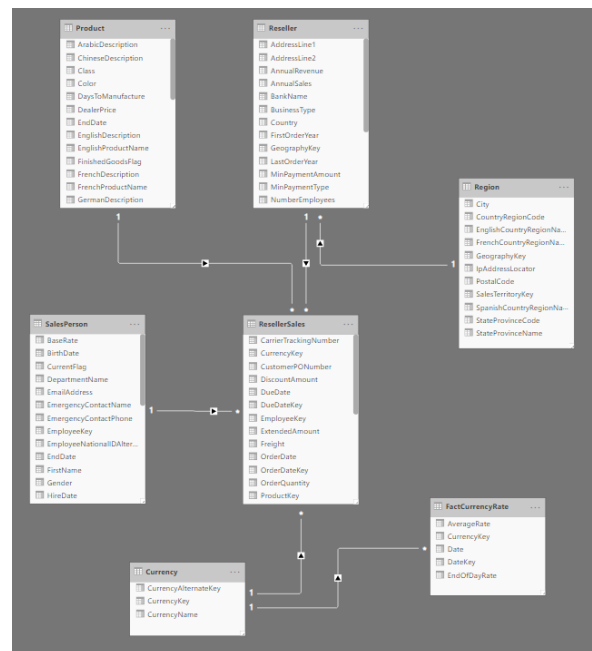 Product ...
ArabicDescription
ChineseDescription
Class
Color
DaysToManufacture
DealerPrice
EndDate
EnglishDescription
EnglishProductName
FinishedGoodsFlag
FrenchDescription
FrenchProductName
GermanDescription
1
Reseller ...
AddressLine1
AddressLine2
AnnualRevenue
AnnualSales
BankName
BusinessType
Country
FirstOrderYear
GeographyKey
LastOrderYear
MinPaymentAmount
MinPaymentType
NumberEmployees
1 *
Region ...
City
CountryRegionCode
EnglishCountryRegionNa...
FrenchCountryRegionNa...
GeographyKey
IpAddressLocator
PostalCode
SalesTerritoryKey
SpanishCountryRegionNa...
StateProvinceCode
StateProvinceName
1
* *
SalesPerson ...
BaseRate
BirthDate
CurrentFlag
DepartmentName
EmailAddress
EmergencyContactName
EmergencyContactPhone
EmployeeKey
EmployeeNationalIDAlter...
EndDate
FirstName
Gender
HireDate
1 *
ResellerSales ...
CarrierTrackingNumber
CurrencyKey
CustomerPONumber
DiscountAmount
DueDate
DueDateKey
EmployeeKey
ExtendedAmount
Freight
OrderDate
OrderDateKey
OrderQuantity
ProductKey
*
FactCurrencyRate ...
AverageRate
CurrencyKey
Date
DateKey
EndOfDayRate
*
Currency ...
CurrencyAlternateKey
CurrencyKey
CurrencyName
1
1